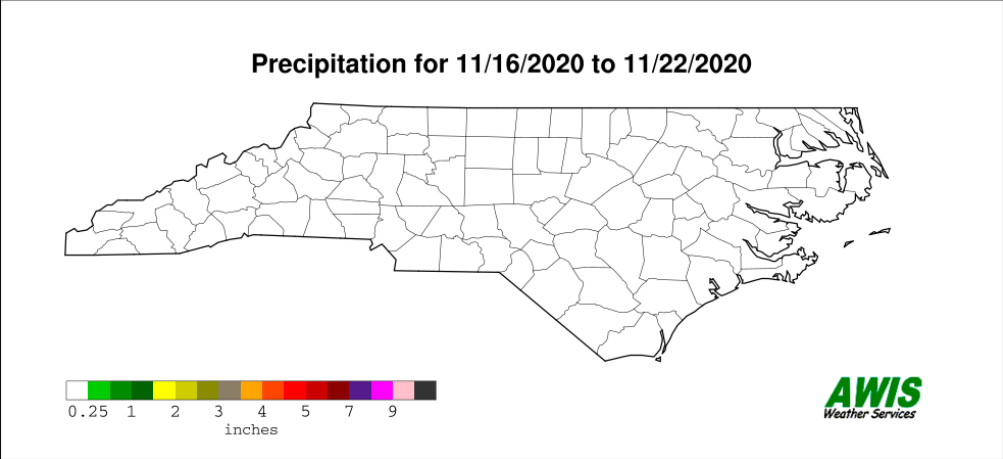 Precipitation for 11/16/2020 to 11/22/2020
0.25 1 2 3 4 5 7 9
inches
AWIS
Weather Services